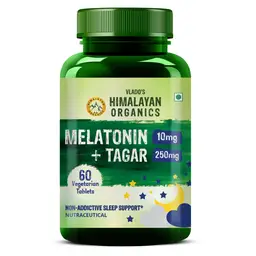 VLADO'S
HIMALAYAN
ORGANICS
MELATONIN 10mg
+ TAGAR 250mg
60
Vegetarian
Tablets
NON-ADDICTIVE SLEEP SUPPORT*
NUTRACEUTICAL